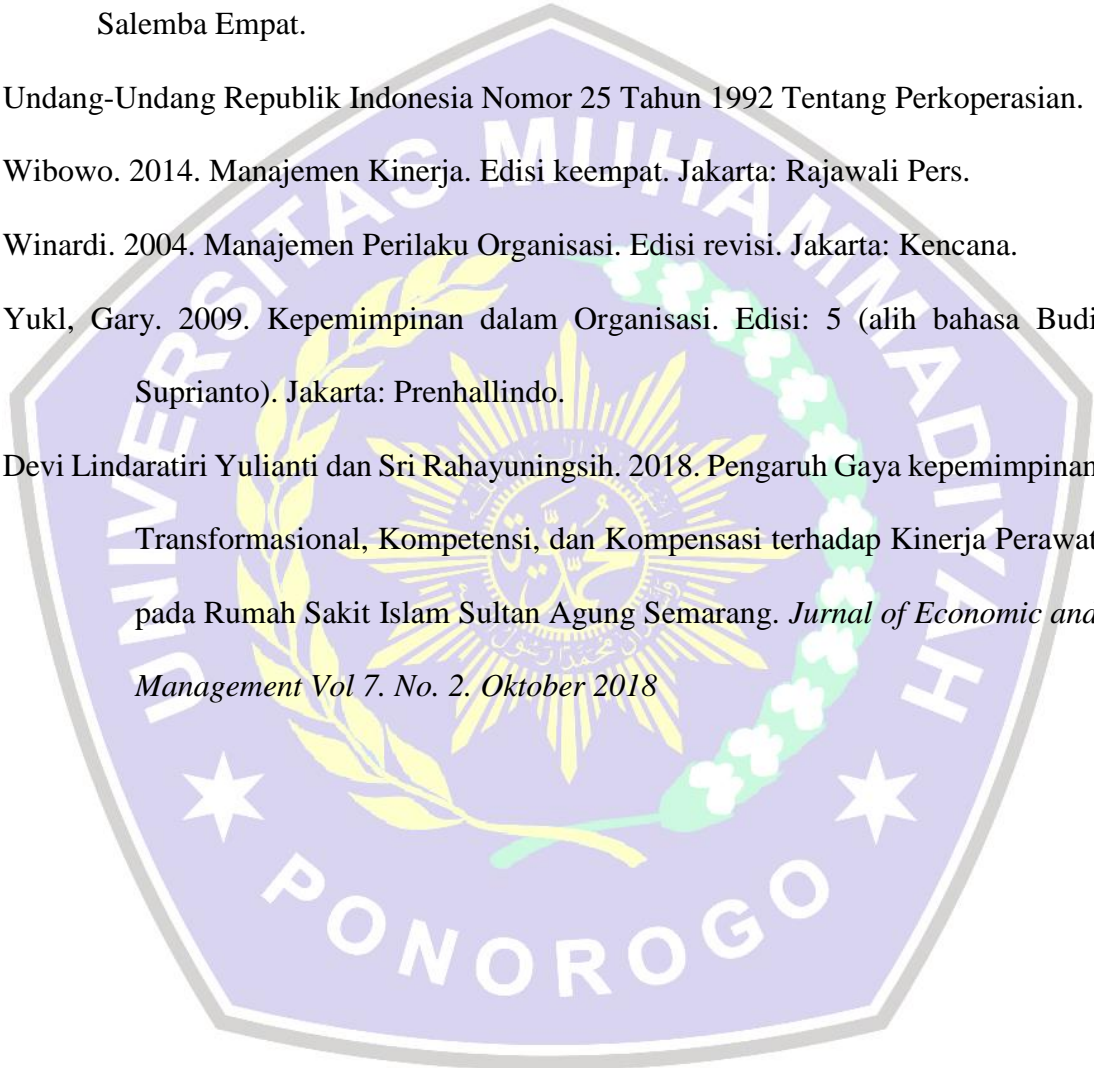 Salemba Empat.
Undang-Undang Republik Indonesia Nomor 25 Tahun 1992 Tentang Perkoperasian.
Wibowo. 2014. Manajemen Kinerja. Edisi keempat. Jakarta: Rajawali Pers.
Winardi. 2004. Manajemen Perilaku Organisasi. Edisi revisi. Jakarta: Kencana.
Yukl, Gary. 2009. Kepemimpinan dalam Organisasi. Edisi: 5 (alih bahasa Budi
Suprianto). Jakarta: Prenhallindo.
Devi Lindaratiri Yulianti dan Sri Rahayuningsih. 2018. Pengaruh Gaya kepemimpinan
Transformasional, Kompetensi, dan Kompensasi terhadap Kinerja Perawat
pada Rumah Sakit Islam Sultan Agung Semarang. Jurnal of Economic and
Management Vol 7. No. 2. Oktober 2018
UNIVERSITAS MUHAMMADIYAH
PONOROGO